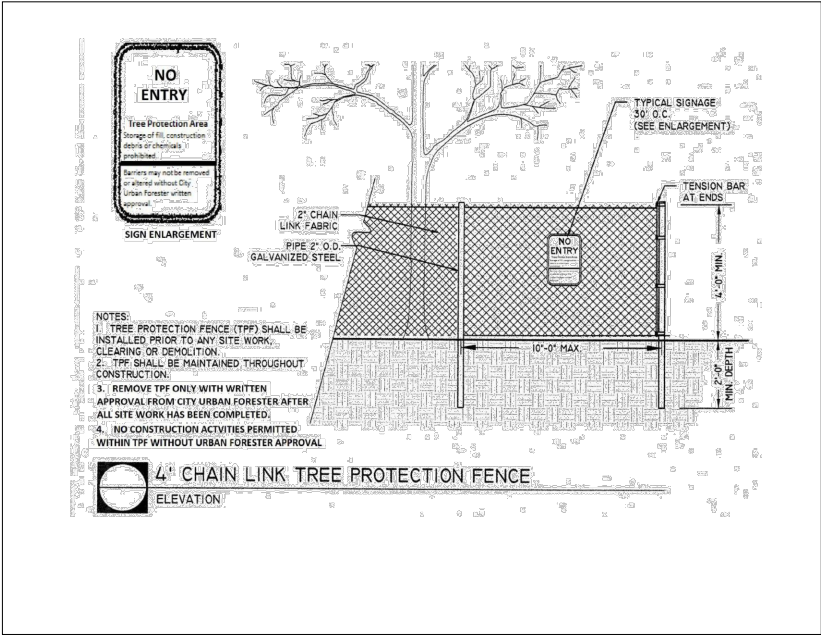 NO
ENTRY
Tree Protection Area
Storage of fill, construction
debris or chemicals
prohibited.
Barriers may not be removed
or altered without City
Urban Forester written
approval.
SIGN ENLARGEMENT
TYPICAL SIGNAGE
30' O.C.
(SEE ENLARGEMENT)
TENSION BAR
AT ENDS
2" CHAIN
LINK FABRIC
PIPE 2" O.D.
GALVANIZED STEEL
NO
ENTRY
4'-0" MIN.
10'-0" MAX.
2'-0"
MIN. DEPTH
NOTES:
1. TREE PROTECTION FENCE (TPF) SHALL BE
INSTALLED PRIOR TO ANY SITE WORK,
CLEARING OR DEMOLITION.
2. TPF SHALL BE MAINTAINED THROUGHOUT
CONSTRUCTION.
3. REMOVE TPF ONLY WITH WRITTEN
APPROVAL FROM CITY URBAN FORESTER AFTER
ALL SITE WORK HAS BEEN COMPLETED.
4. NO CONSTRUCTION ACTVITIES PERMITTED
WITHIN TPF WITHOUT URBAN FORESTER APPROVAL
4' CHAIN LINK TREE PROTECTION FENCE
ELEVATION